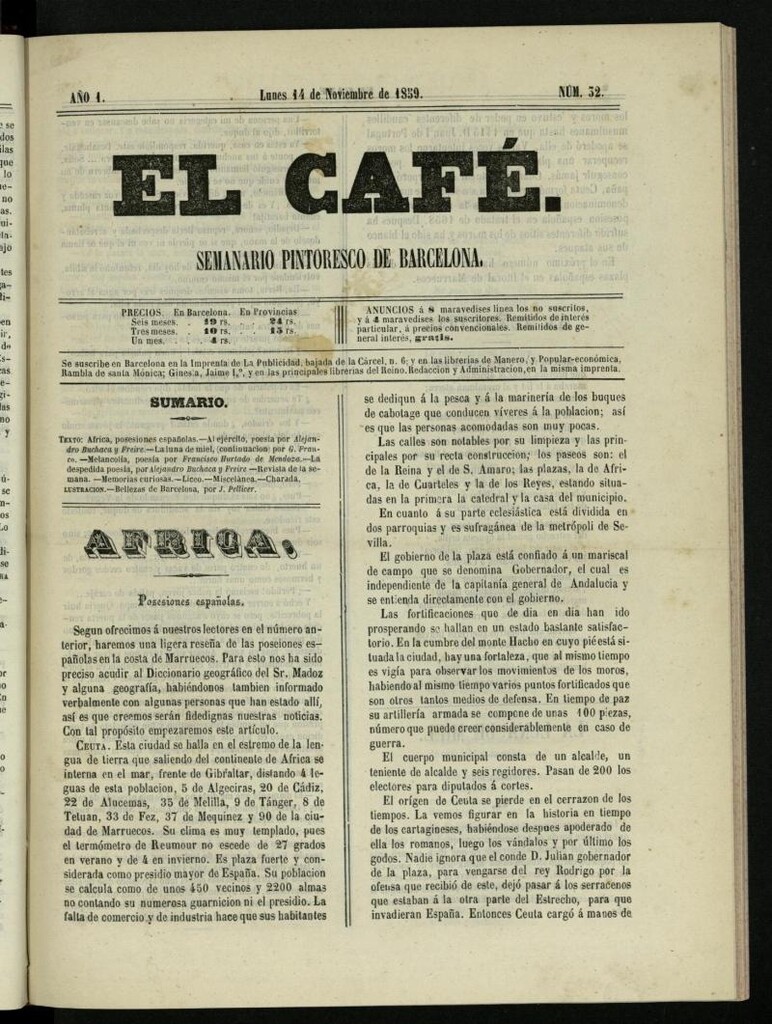 AÑO 1.
Lunes 14 de Noviembre de 1859.
NÚM. 32.
EL CAFÉ.
SEMANARIO PINTORESCO DE BARCELONA.
PRECIOS. En Barcelona. En Provincias
Seis meses. . 19 rs. . . 24 rs.
Tres meses. . 10 rs. . . 13 rs.
Un mes. . . 4 rs.
ANUNCIOS á 8 maravedises linea los no suscritos,
y á 4 maravedises los suscritores. Remitidos de interés
particular, á precios convencionales. Remitidos de ge-
neral interés, gratis.
Se suscribe en Barcelona en la Imprenta de La Publicidad, bajada de la Cárcel, n. 6; y en las librerias de Manero, y Popular-económica,
Rambla de santa Mónica; Ginesta, Jaime I,º, y en las principales librerias del Reino. Redaccion y Administracion, en la misma imprenta.
SUMARIO.
TEXTO: Africa, posesiones españolas.—Al ejército, poesia por Alejan-
dro Buchaca y Freire.—La luna de miel, (continuacion) por G. Fran-
co.—Melancolía, poesia por Francisco Hurtado de Mendoza.—La
despedida poesia, por Alejandro Buchaca y Freire—Revista de la se-
mana.—Memorias curiosas.—Liceo.—Miscelánea.—Charada.
LUSTRACION.—Bellezas de Barcelona, por J. Pellicer.
AFRICA.
Posesiones españolas.
Segun ofrecimos á nuestros lectores en el número an-
terior, haremos una ligera reseña de las posciones es-
pañolas en la costa de Marruecos. Para esto nos ha sido
preciso acudir al Diccionario geográfico del Sr. Madoz
y alguna geografía, habiéndonos tambien informado
verbalmente con algunas personas que han estado allí,
así es que creemos serán fidedignas nuestras noticias.
Con tal propósito empezaremos este artículo.
CEUTA. Esta ciudad se halla en el estremo de la len-
gua de tierra que saliendo del continente de Africa se
interna en el mar, frente de Gibraltar, distando 4 le-
guas de esta poblacion, 5 de Algeciras, 20 de Cádiz,
22 de Alucemas, 35 de Melilla, 9 de Tánger, 8 de
Tetuan, 33 de Fez, 37 de Mequinez y 90 de la ciu-
dad de Marruecos. Su clima es muy templado, pues
el termómetro de Reumour no escede de 27 grados
en verano y de 4 en invierno. Es plaza fuerte y con-
siderada como presidio mayor de España. Su poblacion
se calcula como de unos 450 vecinos y 2200 almas
no contando su numerosa guarnicion ni el presidio. La
falta de comercio y de industria hace que sus habitantes
se dediqun á la pesca y á la marinería de los buques
de cabotage que conducen víveres á la poblacion; así
es que las personas acomodadas son muy pocas.
Las calles son notables por su limpieza y las prin-
cipales por su recta construccion; los paseos son: el
de la Reina y el de S. Amaro; las plazas, la de Afri-
ca, la de Cuarteles y la de los Reyes, estando situa-
das en la primera la catedral y la casa del municipio.
En cuanto á su parte eclesiástica está dividida en
dos parroquias y es sufragánea de la metrópoli de Se-
villa.
El gobierno de la plaza está confiado á un mariscal
de campo que se denomina Gobernador, el cual es
independiente de la capitanía general de Andalucia y
se entienda directamente con el gobierno.
Las fortificaciones que de dia en dia han ido
prosperando se hallan en un estado bastante satisfac-
torio. En la cumbre del monte Hacho en cuyo pié está si-
tuada la ciudad, hay una fortaleza, que al mismo tiempo
es vigía para observar los movimientos de los moros,
habiendo al mismo tiempo varios puntos fortificados que
son otros tantos medios de defensa. En tiempo de paz
su artillería armada se compene de unas 100 piezas,
número que puede creer considerablemente en caso de
guerra.
El cuerpo municipal consta de un alcalde, un
teniente de alcalde y seis regidores. Pasan de 200 los
electores para diputados á cortes.
El orígen de Ceuta se pierde en el cerrazon de los
tiempos. La vemos figurar en la historia en tiempo
de los cartagineses, habiéndose despues apoderado de
ella los romanos, luego los vándalos y por último los
godos. Nadie ignora que el conde D. Julian gobernador
de la plaza, para vengarse del rey Rodrigo por la
ofensa que recibió de este, dejó pasár á los serracenos
que estaban á la otra parte del Estrecho, para que
invadieran España. Entonces Ceuta cargó á manos de